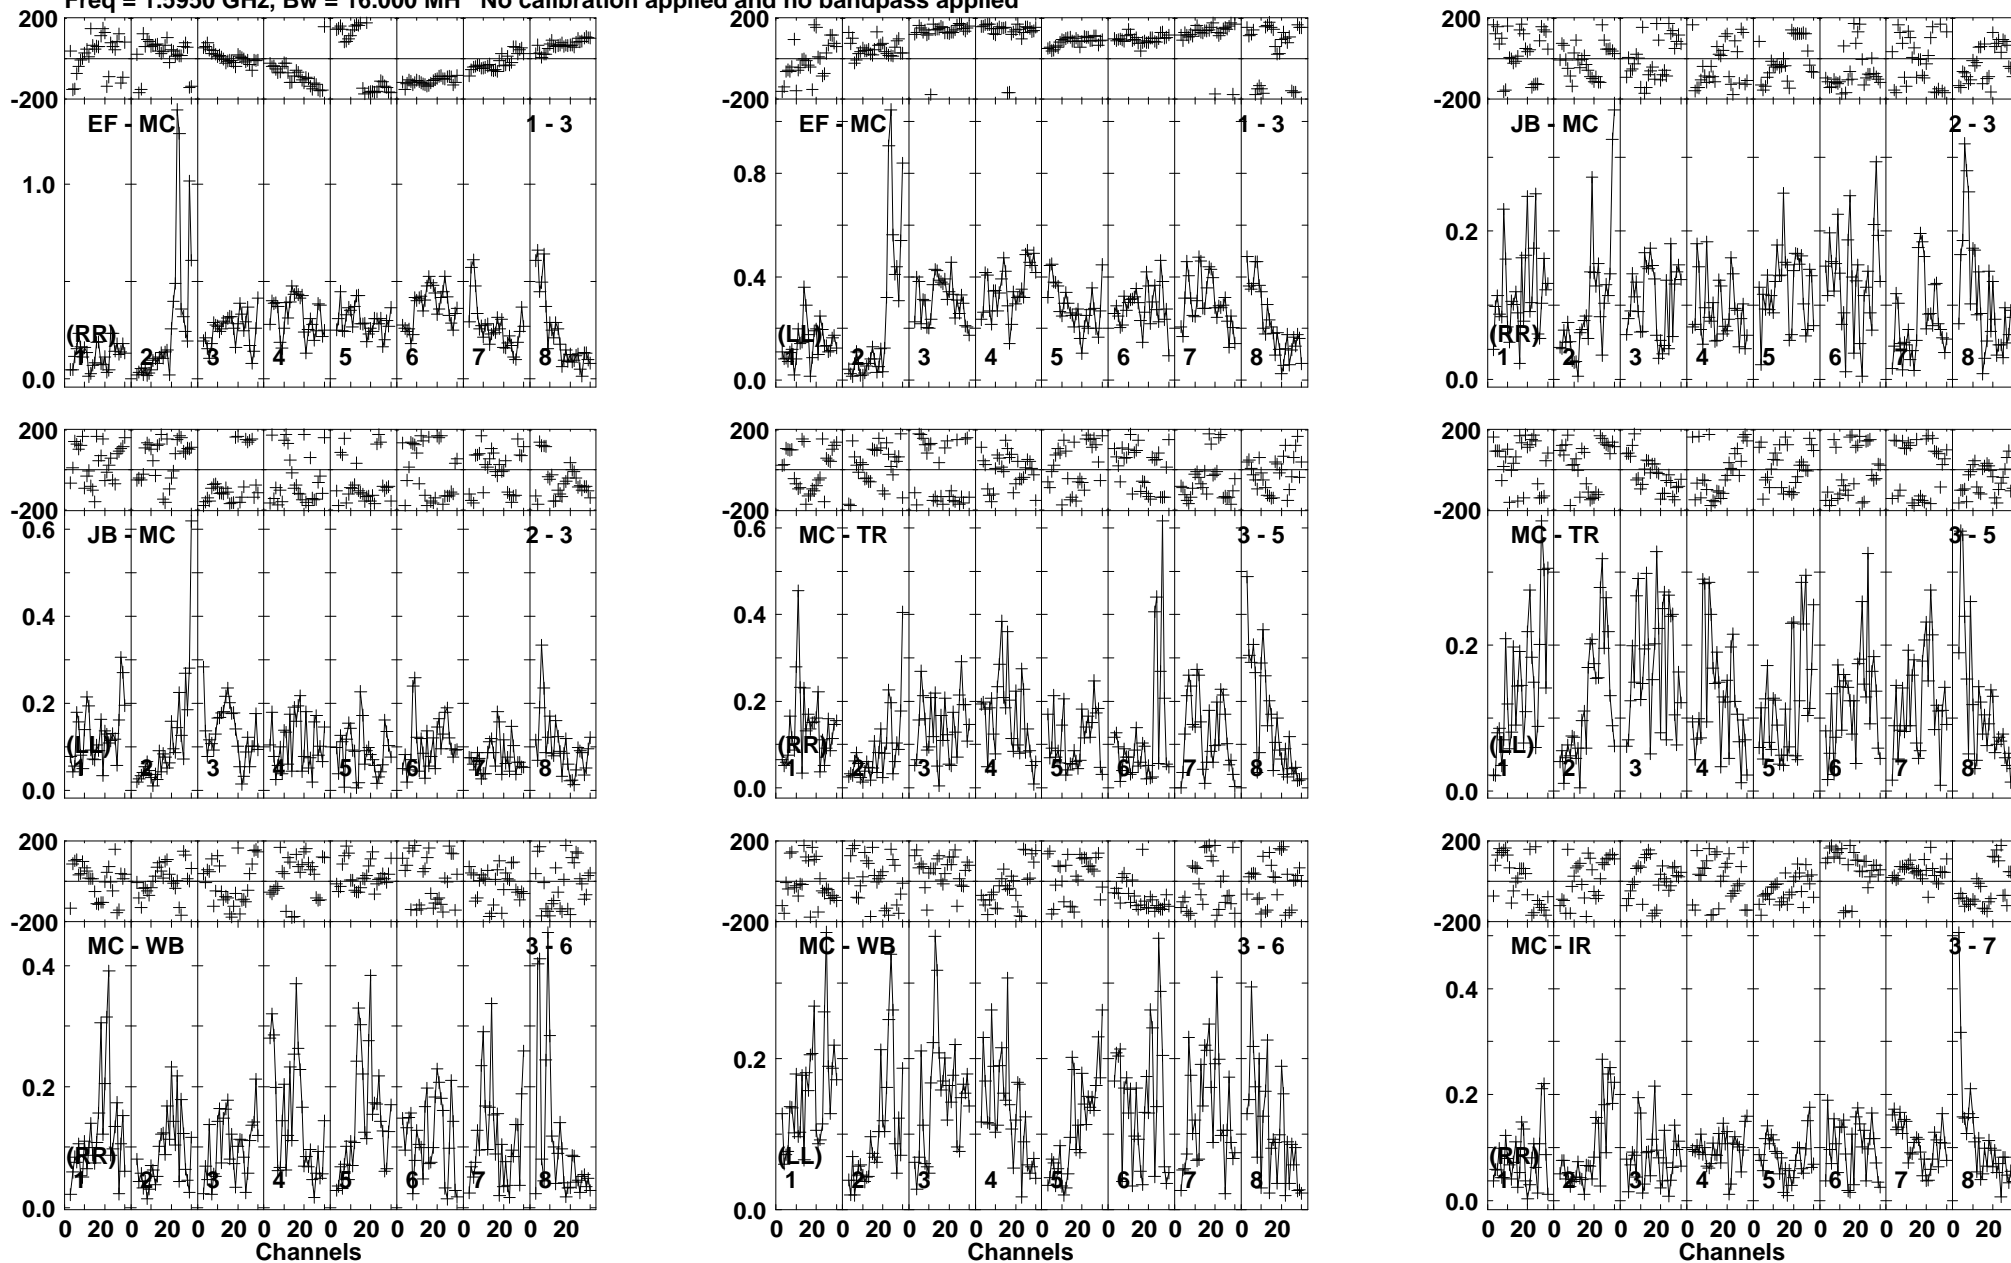 Freq = 1.5950 GHz, Bw = 16.000 MH No calibration applied and no bandpass applied
200 200 200
-200 -200 -200
EF - MC 1 - 3 EF - MC 1 - 3 JB - MC 2 - 3
1.0 0.8 0.2
0.4
(RR) (LL) (RR)
1 2 3 4 5 6 7 8 1 2 3 4 5 6 7 8 1 2 3 4 5 6 7 8
0.0 0.0 0.0
200 200 200
-200 -200 -200
JB - MC 2 - 3 MC - TR 3 - 5 MC - TR 3 - 5
0.6 0.6
0.4 0.4
0.2 0.2 0.2
(LL) (RR) (LL)
1 2 3 4 5 6 7 8 1 2 3 4 5 6 7 8 1 2 3 4 5 6 7 8
0.0 0.0 0.0
200 200 200
-200 -200 -200
MC - WB 3 - 6 MC - WB 3 - 6 MC - IR 3 - 7
0.4 0.4
0.2 0.2 0.2
(RR) (LL) (RR)
1 2 3 4 5 6 7 8 1 2 3 4 5 6 7 8 1 2 3 4 5 6 7 8
0.0 0.0 0.0
0 20 0 20 0 20 0 20 0 20 0 20 0 20 0 20 0 20 0 20 0 20 0 20 0 20 0 20 0 20 0 20 0 20 0 20 0 20 0 20 0 20 0 20 0 20 0 20
Channels Channels Channels